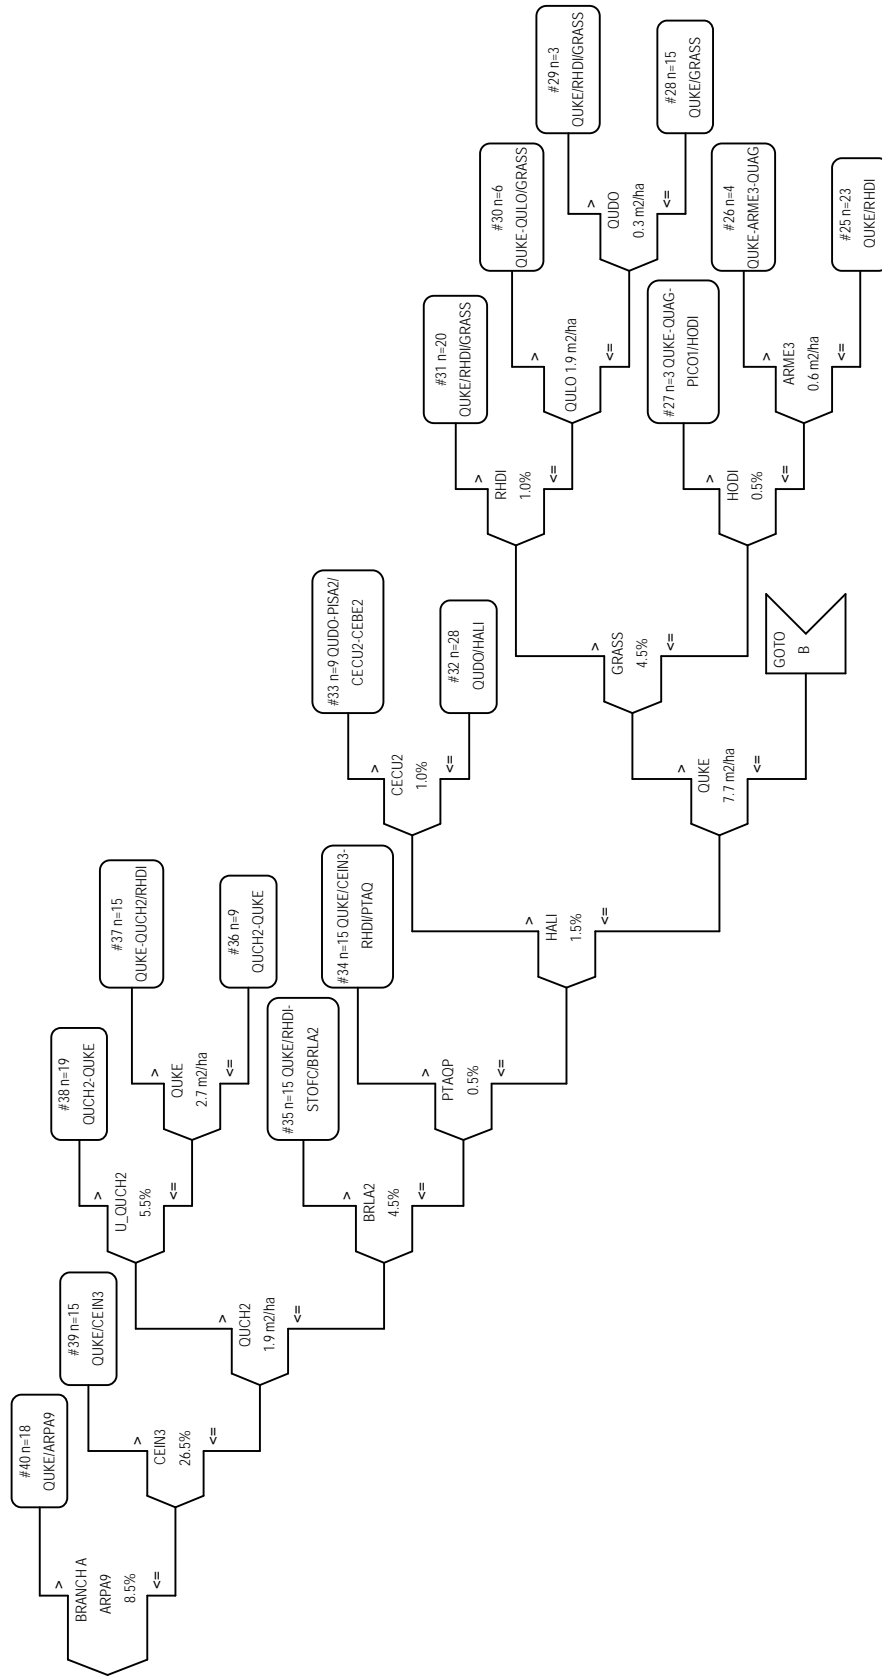 BRANCH A
ARPA9
8.5%
>
<=
#40 n=18
QUKE/ARPA9
CEIN3
26.5%
>
<=
#39 n=15
QUKE/CEIN3
QUCH2
1.9 m2/ha
>
<=
U_QUCH2
5.5%
>
<=
#38 n=19
QUCH2-QUKE
QUKE
2.7 m2/ha
>
<=
#37 n=15
QUKE-QUCH2/RHDI
#36 n=9
QUCH2-QUKE
BRLA2
4.5%
>
<=
#35 n=15 QUKE/RHDI-
STOFC/BRLA2
PTAQP
0.5%
>
<=
#34 n=15 QUKE/CEIN3-
RHDI/PTAQ
HALI
1.5%
>
<=
CECU2
1.0%
>
<=
#33 n=9 QUDO-PISA2/
CECU2-CEBE2
#32 n=28
QUDO/HALI
QUKE
7.7 m2/ha
>
<=
GOTO
B
GRASS
4.5%
>
<=
RHDI
1.0%
>
<=
#31 n=20
QUKE/RHDI/GRASS
QULO 1.9 m2/ha
>
<=
#30 n=6
QUKE-QULO/GRASS
QUDO
0.3 m2/ha
>
<=
#29 n=3
QUKE/RHDI/GRASS
#28 n=15
QUKE/GRASS
HODI
0.5%
>
<=
#27 n=3 QUKE-QUAG-
PICO1/HODI
ARME3
0.6 m2/ha
>
<=
#26 n=4
QUKE-ARME3-QUAG
#25 n=23
QUKE/RHDI